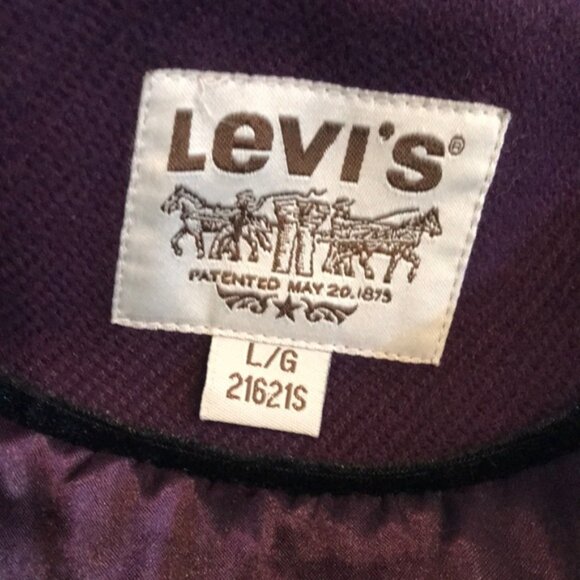 Levi's®
PATENTED MAY 20.1873
L/G
21621S